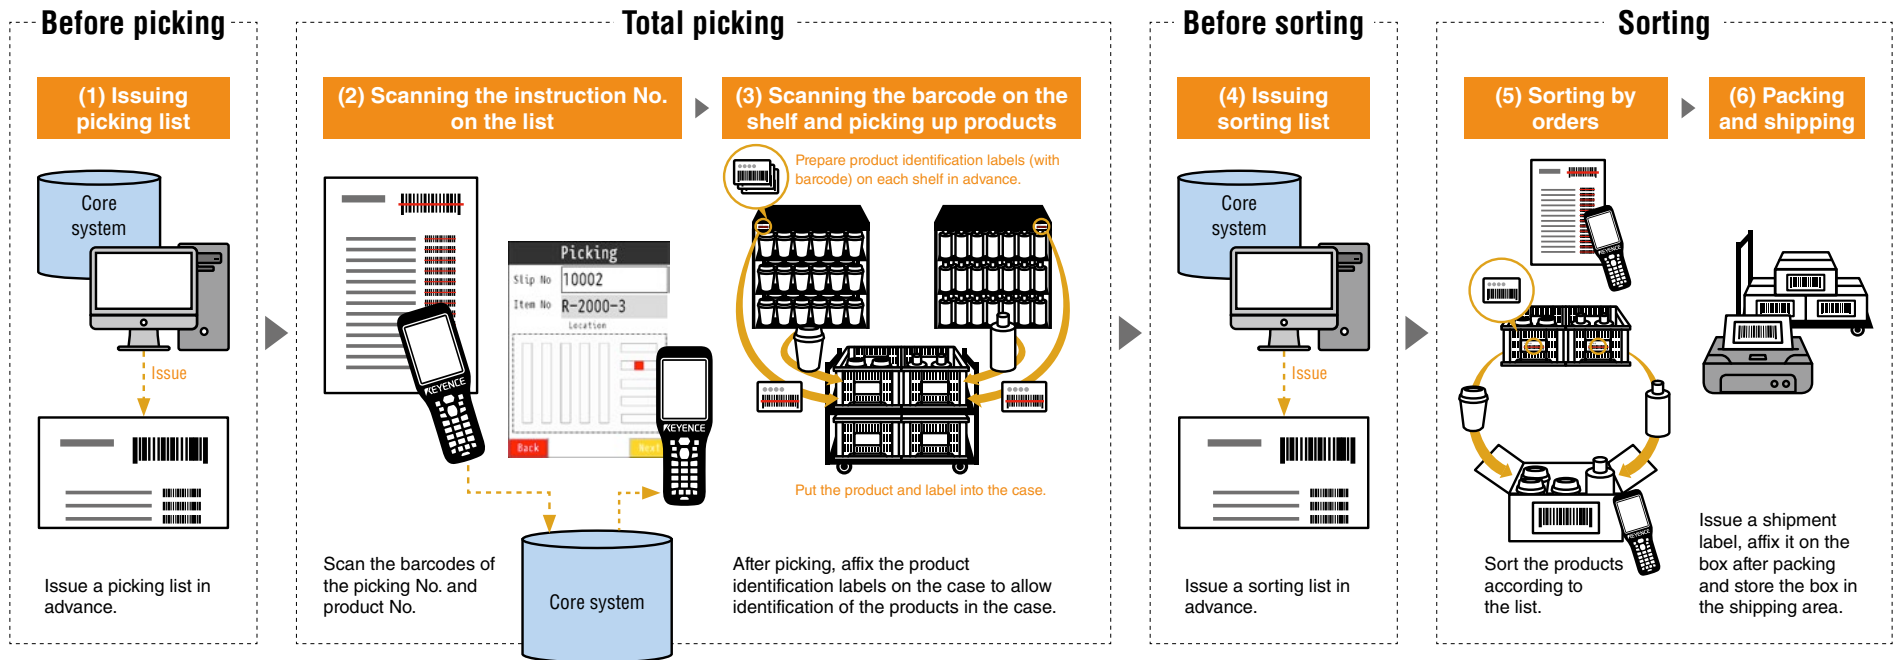 Before picking
(1) Issuing
picking list
Core
system
Issue
Issue a picking list in
advance.
Total picking
(2) Scanning the instruction No.
on the list
Picking
Slip No 10002
Item No R-2000-3
Location
Back
Next
KEYENCE
KEYENCE
Scan the barcodes of
the picking No. and
product No.
Core system
(3) Scanning the barcode on the
shelf and picking up products
Prepare product identification labels (with
barcode) on each shelf in advance.
Put the product and label into the case.
After picking, affix the product
identification labels on the case to allow
identification of the products in the case.
Before sorting
(4) Issuing
sorting list
Core
system
Issue
Issue a sorting list in
advance.
Sorting
(5) Sorting by
orders
Sort the products
according to
the list.
(6) Packing
and shipping
Issue a shipment
label, affix it on the
box after packing
and store the box in
the shipping area.